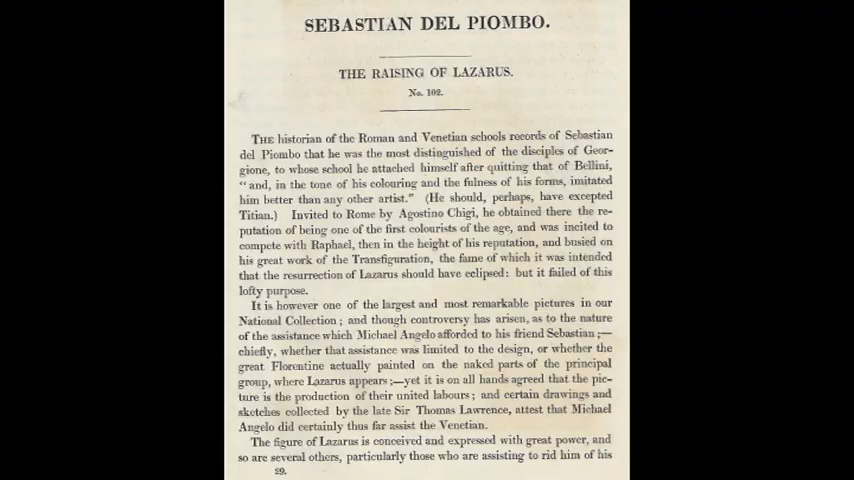 SEBASTIAN DEL PIOMBO.
THE RAISING OF LAZARUS.
No. 102.
THE historian of the Roman and Venetian schools records of Sebastian
del Piombo that he was the most distinguished of the disciples of Geor-
gione, to whose school he attached himself after quitting that of Bellini,
“and, in the tone of his colouring and the fulness of his forms, imitated
him better than any other artist.” (He should, perhaps, have excepted
Titian.) Invited to Rome by Agostino Chigi, he obtained there the re-
putation of being one of the first colourists of the age, and was incited to
compete with Raphael, then in the height of his reputation, and busied on
his great work of the Transfiguration, the fame of which it was intended
that the resurrection of Lazarus should have eclipsed: but it failed of this
lofty purpose.
It is however one of the largest and most remarkable pictures in our
National Collection; and though controversy has arisen, as to the nature
of the assistance which Michael Angelo afforded to his friend Sebastian;—
chiefly, whether that assistance was limited to the design, or whether the
great Florentine actually painted on the naked parts of the principal
group, where Lazarus appears;—yet it is on all hands agreed that the pic-
ture is the production of their united labours; and certain drawings and
sketches collected by the late Sir Thomas Lawrence, attest that Michael
Angelo did certainly thus far assist the Venetian.
The figure of Lazarus is conceived and expressed with great power, and
so are several others, particularly those who are assisting to rid him of his
29.